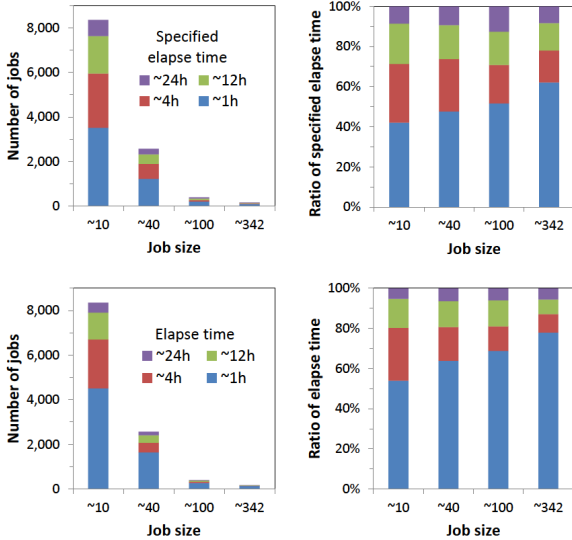 Number of jobs
8,000
6,000
4,000
2,000
0
Specified
elapse time
~24h ~12h
~4h ~1h
~10 ~40 ~100 ~342
Job size
Ratio of specified elapse time
100%
80%
60%
40%
20%
0%
~10 ~40 ~100 ~342
Job size
Number of jobs
8,000
6,000
4,000
2,000
0
Elapse time
~24h ~12h
~4h ~1h
~10 ~40 ~100 ~342
Job size
Ratio of elapse time
100%
80%
60%
40%
20%
0%
~10 ~40 ~100 ~342
Job size